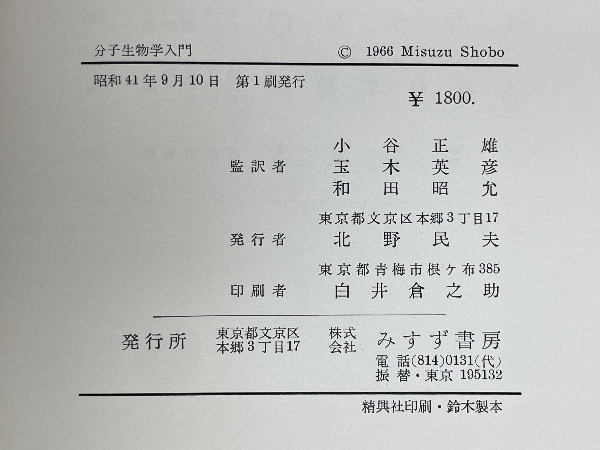 分子生物学入門 © 1966 Misuzu Shobo
昭和41年9月10日 第1刷発行
¥ 1800.
小谷正雄
監訳者 玉木英彦
和田昭允
東京都文京区本郷3丁目17
発行者 北野民夫
東京都青梅市根ヶ布385
印刷者 白井倉之助
発行所 東京都文京区 株式 みすず書房
本郷3丁目17 会社
電話(814)0131(代)
振替・東京 195132
精興社印刷・鈴木製本